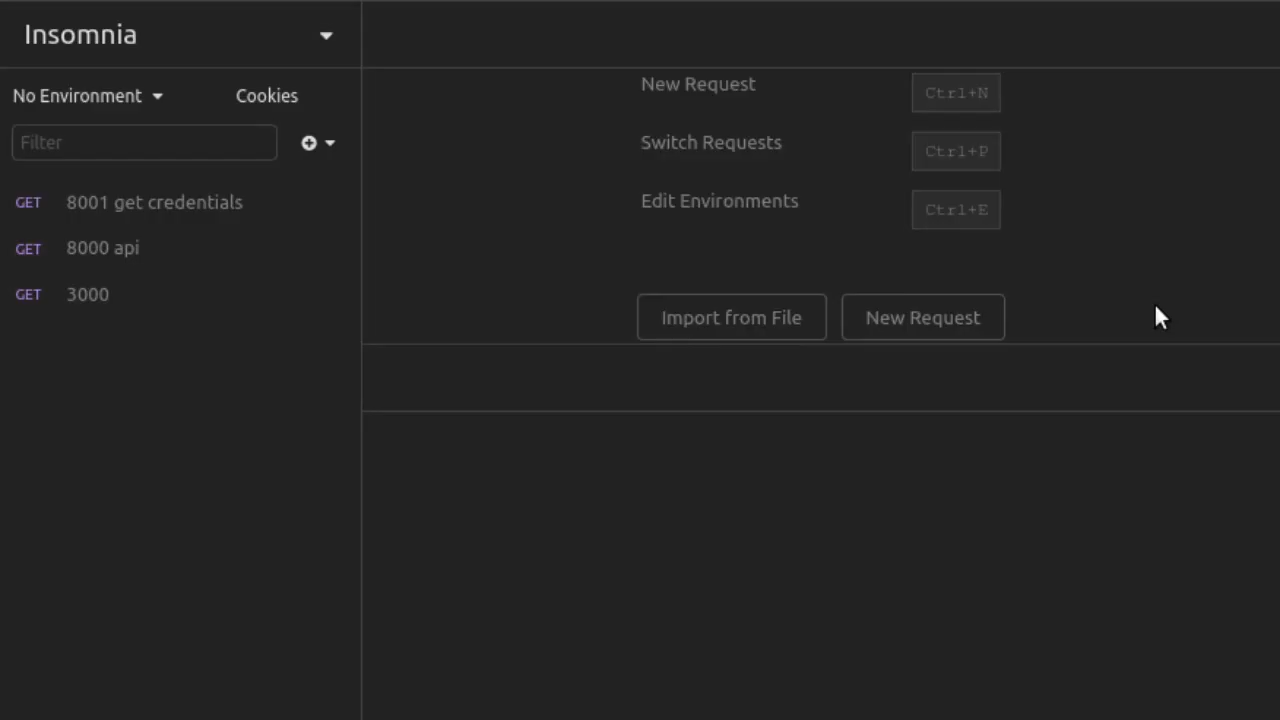 Insomnia
No Environment
Cookies
Filter
GET 8001 get credentials
GET 8000 api
GET 3000
New Request Ctrl+N
Switch Requests Ctrl+P
Edit Environments Ctrl+E
Import from File New Request